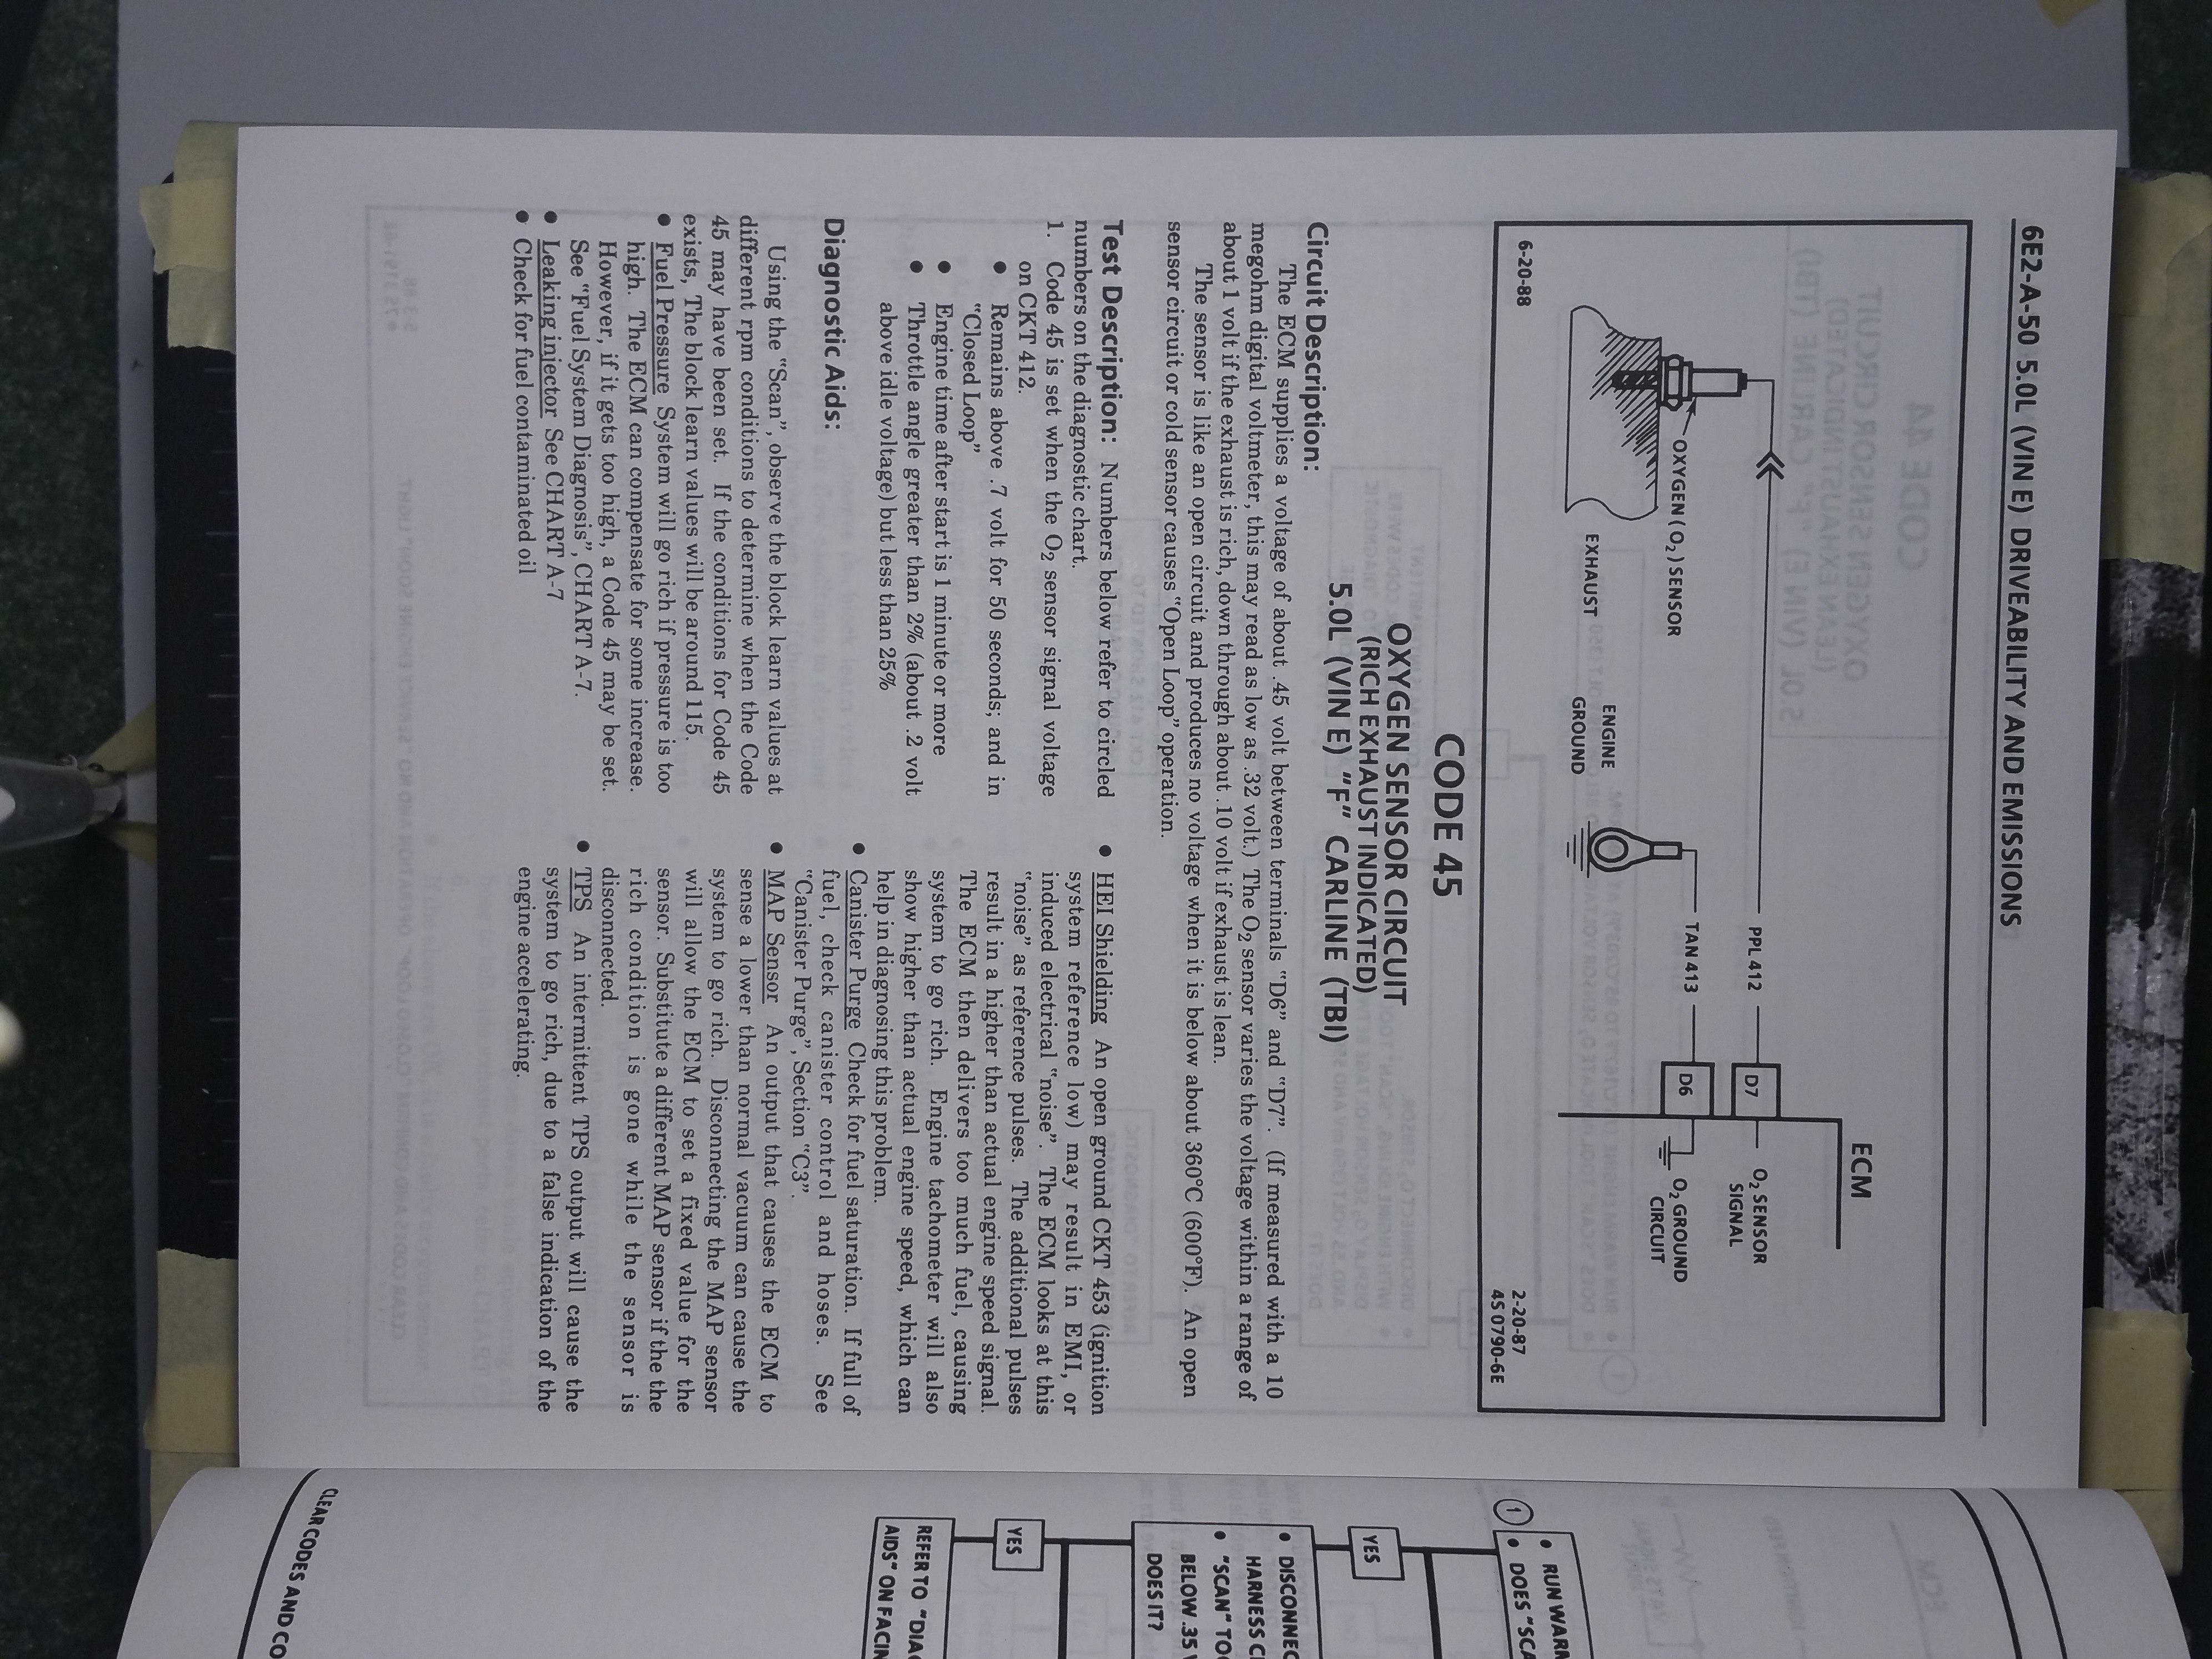 6E2-A-50 5.0L (VIN E) DRIVEABILITY AND EMISSIONS
ECM
OXYGEN (O2) SENSOR
EXHAUST
ENGINE
GROUND
PPL 412
TAN 413
D7
D6
O2 SENSOR
SIGNAL
O2 GROUND
CIRCUIT
6-20-88
2-20-87
4S 0790-6E
CODE 45
OXYGEN SENSOR CIRCUIT
(RICH EXHAUST INDICATED)
5.0L (VIN E) "F" CARLINE (TBI)
Circuit Description:
The ECM supplies a voltage of about .45 volt between terminals "D6" and "D7". (If measured with a 10
megohm digital voltmeter, this may read as low as .32 volt.) The O2 sensor varies the voltage within a range of
about 1 volt if the exhaust is rich, down through about .10 volt if exhaust is lean.
The sensor is like an open circuit and produces no voltage when it is below about 360°C (600°F). An open
sensor circuit or cold sensor causes "Open Loop" operation.
Test Description: Numbers below refer to circled
numbers on the diagnostic chart.
1. Code 45 is set when the O2 sensor signal voltage
on CKT 412.
● Remains above .7 volt for 50 seconds; and in
"Closed Loop"
● Engine time after start is 1 minute or more
● Throttle angle greater than 2% (about .2 volt
above idle voltage) but less than 25%
Diagnostic Aids:
Using the "Scan", observe the block learn values at
different rpm conditions to determine when the Code
45 may have been set. If the conditions for Code 45
exists, The block learn values will be around 115.
● Fuel Pressure System will go rich if pressure is too
high. The ECM can compensate for some increase.
However, if it gets too high, a Code 45 may be set.
See "Fuel System Diagnosis", CHART A-7.
● Leaking injector See CHART A-7
● Check for fuel contaminated oil
● HEI Shielding An open ground CKT 453 (ignition
system reference low) may result in EMI, or
induced electrical "noise". The ECM looks at this
"noise" as reference pulses. The additional pulses
result in a higher than actual engine speed signal.
The ECM then delivers too much fuel, causing
system to go rich. Engine tachometer will also
show higher than actual engine speed, which can
help in diagnosing this problem.
● Canister Purge Check for fuel saturation. If full of
fuel, check canister control and hoses. See
"Canister Purge", Section "C3".
● MAP Sensor An output that causes the ECM to
sense a lower than normal vacuum can cause the
system to go rich. Disconnecting the MAP sensor
will allow the ECM to set a fixed value for the
sensor. Substitute a different MAP sensor if the the
rich condition is gone while the sensor is
disconnected.
● TPS An intermittent TPS output will cause the
system to go rich, due to a false indication of the
engine accelerating.
1
● RUN WARM
● DOES "SCA
YES
● DISCONNEC
HARNESS C
● "SCAN" TO
BELOW .35
DOES IT?
YES
REFER TO "DIAG
AIDS" ON FACIN
CLEAR CODES AND CO